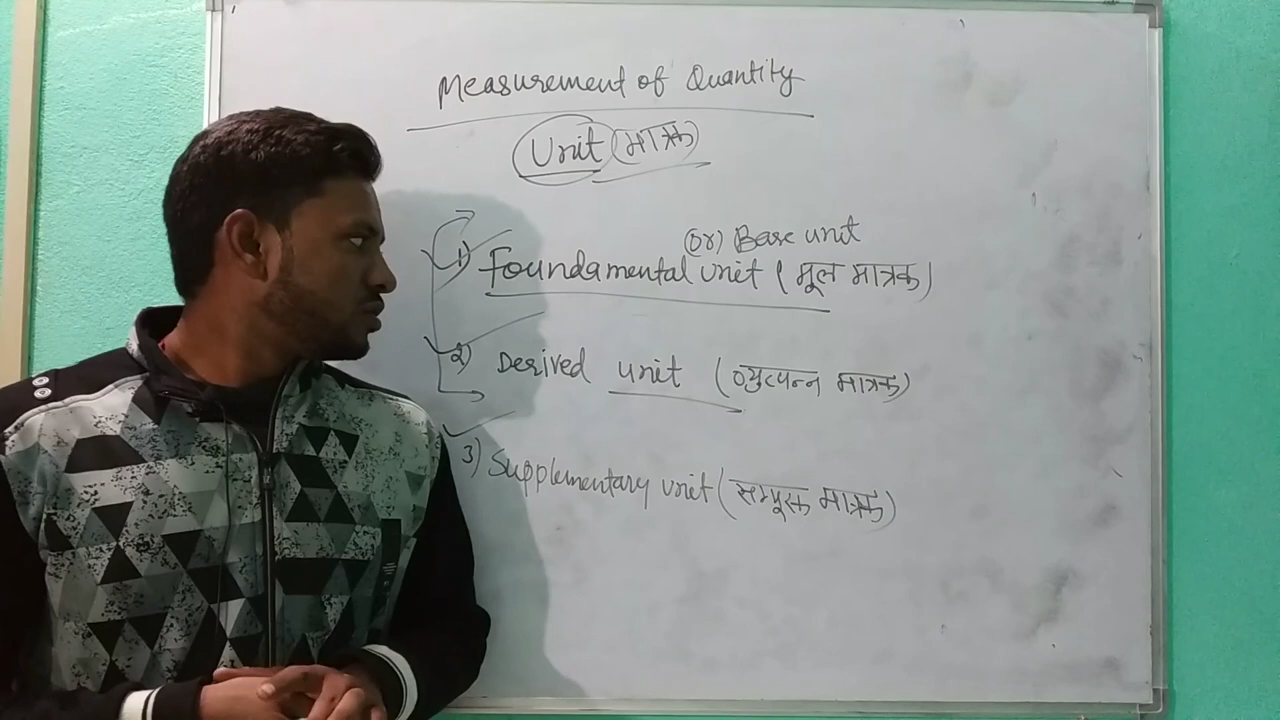 Measurement of Quantity
Unit (मात्रक)
(or) Base unit
1) Foundamental unit (मूल मात्रक)
2) Derived unit (व्युत्पन्न मात्रक)
3) Supplementary unit (सम्पूरक मात्रक)